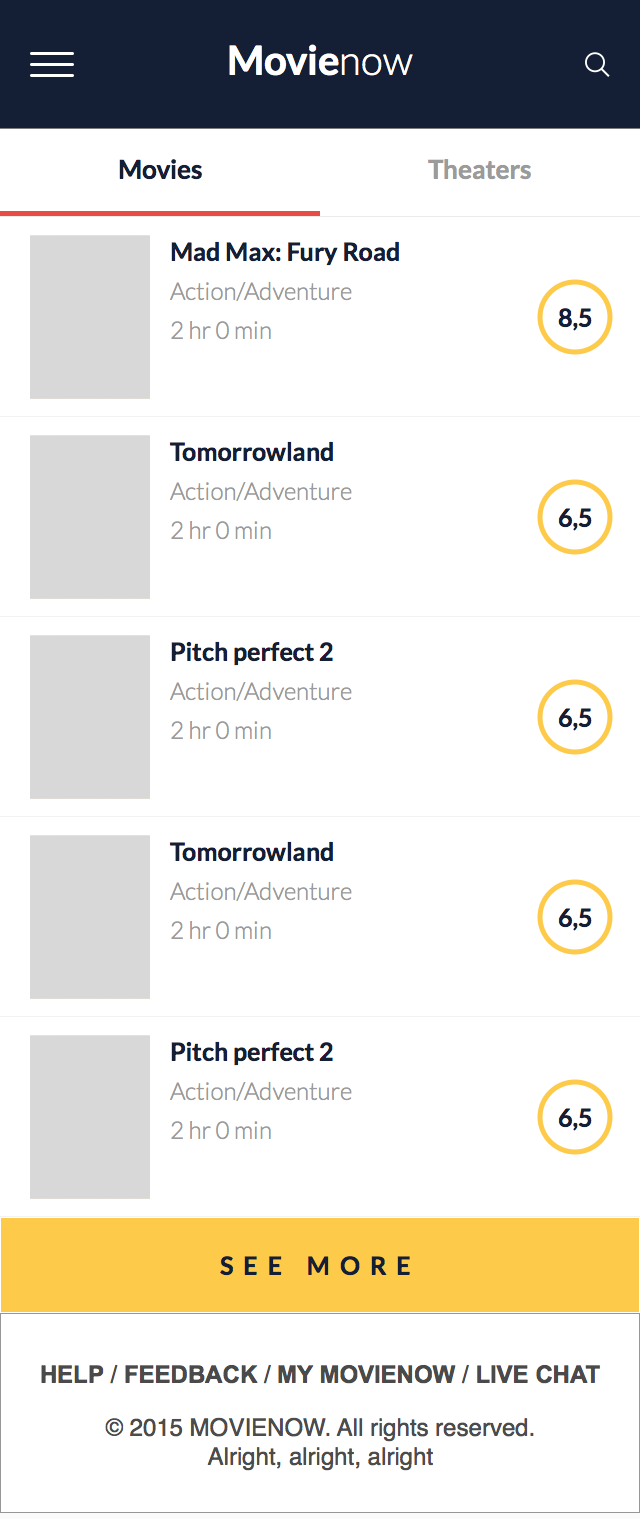 Movienow
Movies
Theaters
Mad Max: Fury Road
Action/Adventure
2 hr 0 min
8,5
Tomorrowland
Action/Adventure
2 hr 0 min
6,5
Pitch perfect 2
Action/Adventure
2 hr 0 min
6,5
Tomorrowland
Action/Adventure
2 hr 0 min
6,5
Pitch perfect 2
Action/Adventure
2 hr 0 min
6,5
SEE MORE
HELP / FEEDBACK / MY MOVIENOW / LIVE CHAT
© 2015 MOVIENOW. All rights reserved.
Alright, alright, alright